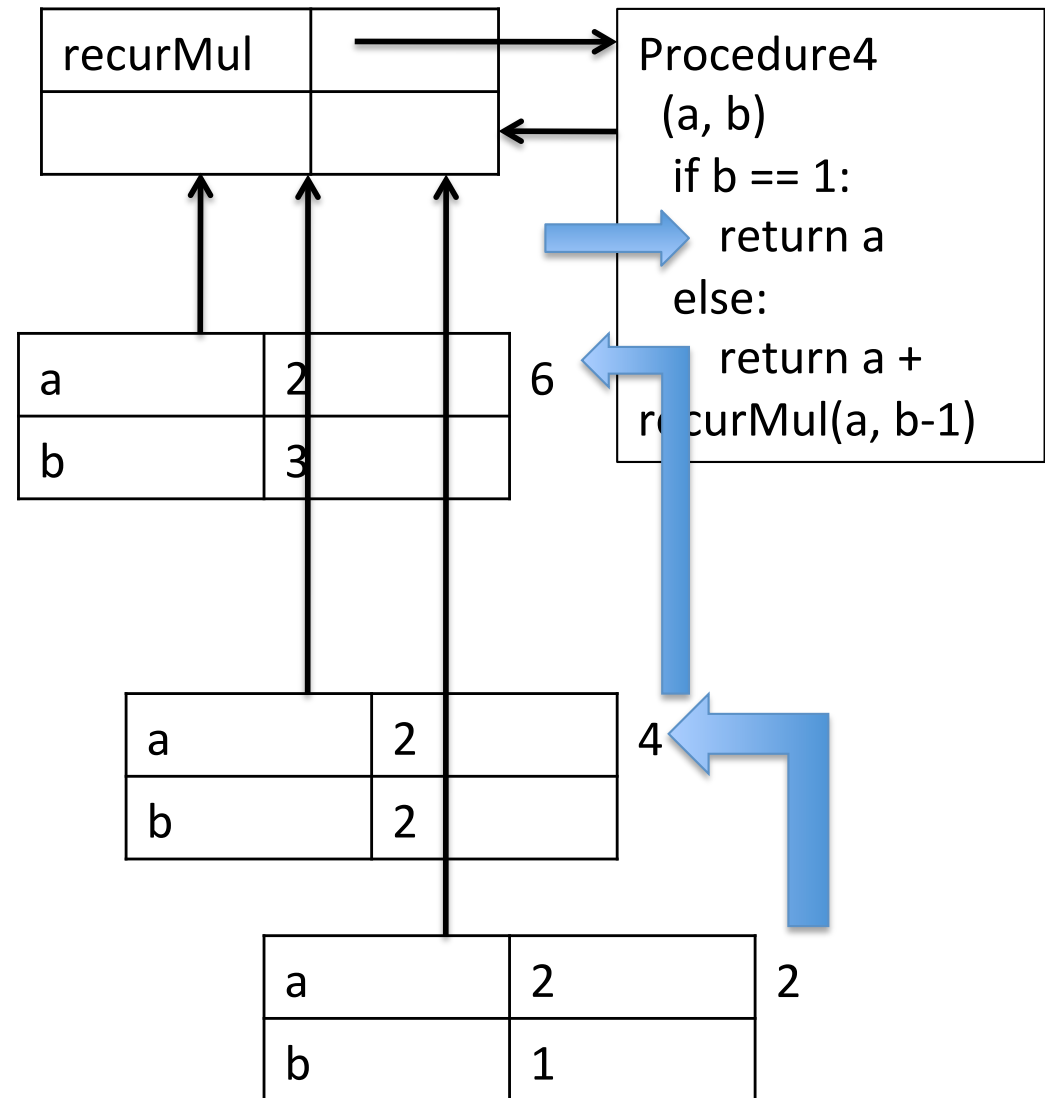 recurMul
Procedure4
(a, b)
if b == 1:
return a
else:
return a +
recurMul(a, b-1)
a 2 6
b 3
a 2 4
b 2
a 2 2
b 1